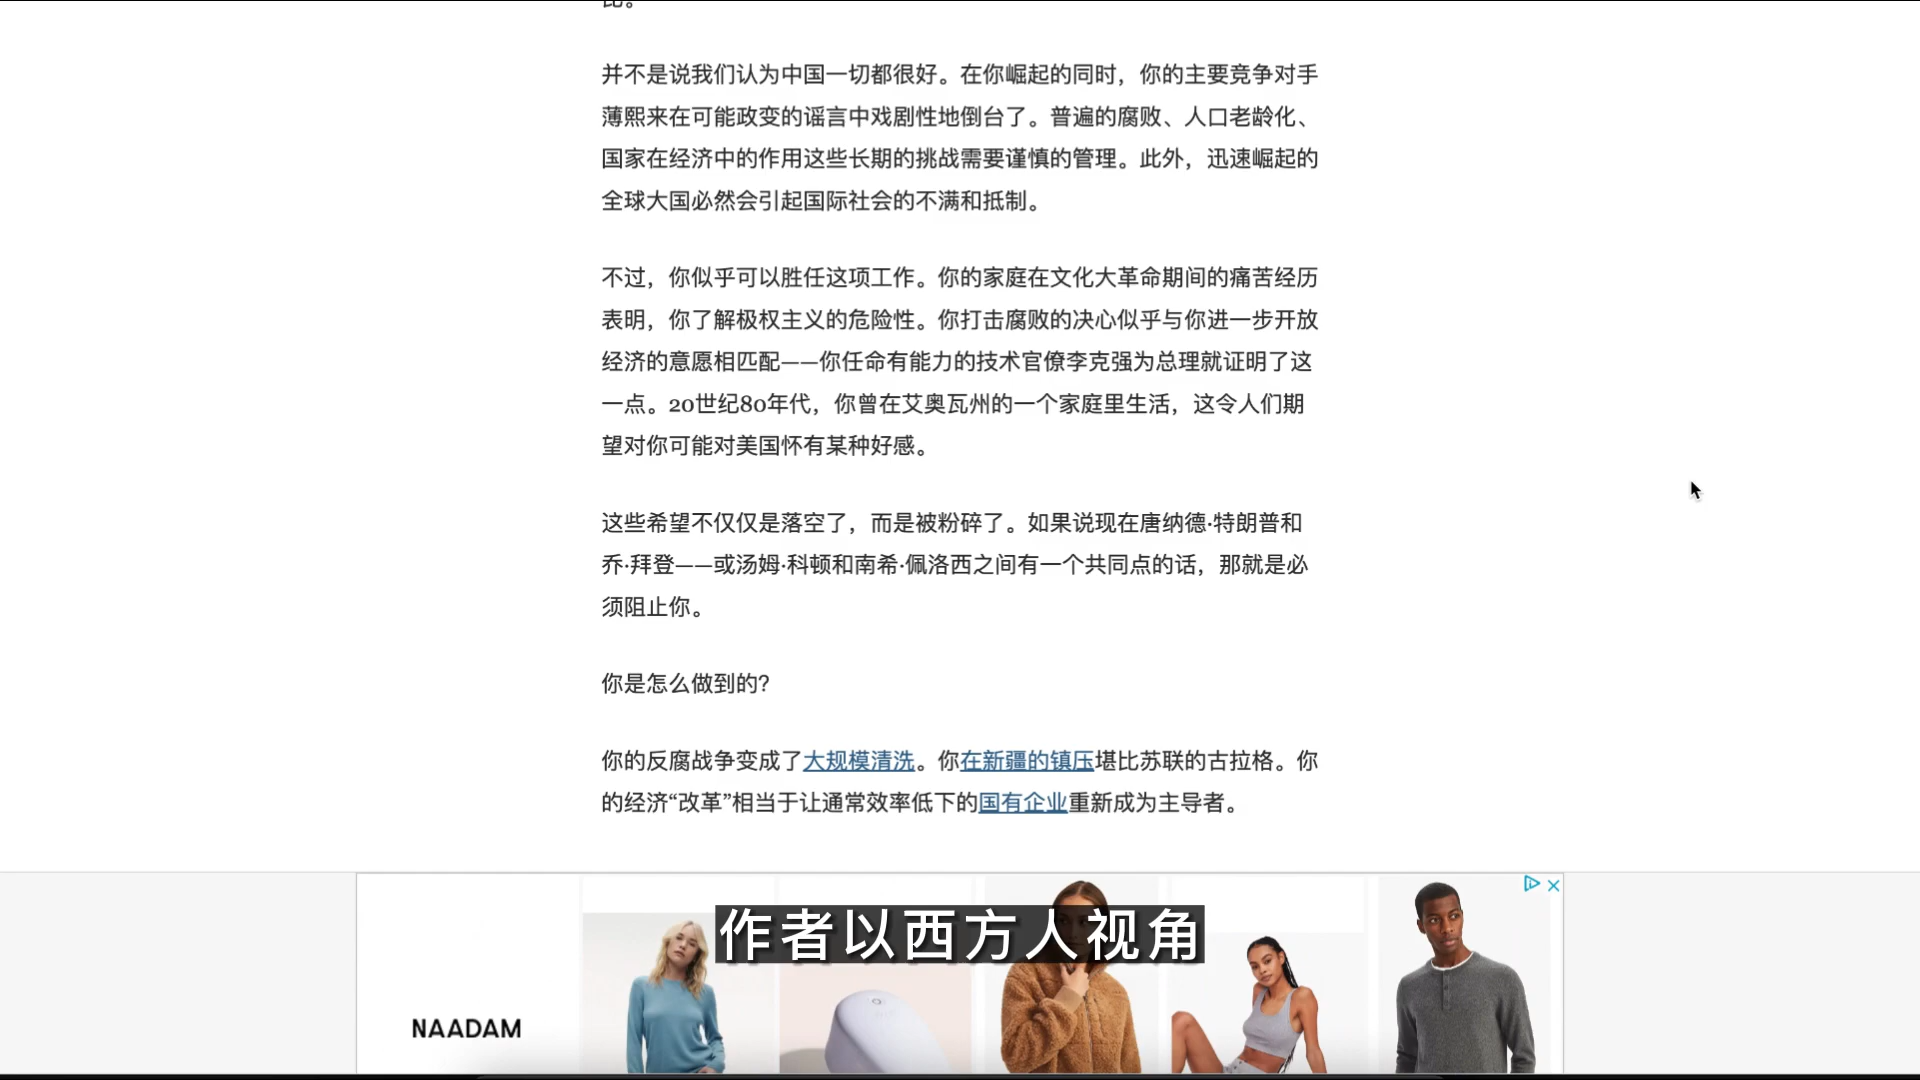 比。
并不是说我们认为中国一切都很好。在你崛起的同时，你的主要竞争对手
薄熙来在可能政变的谣言中戏剧性地倒台了。普遍的腐败、人口老龄化、
国家在经济中的作用这些长期的挑战需要谨慎的管理。此外，迅速崛起的
全球大国必然会引起国际社会的不满和抵制。
不过，你似乎可以胜任这项工作。你的家庭在文化大革命期间的痛苦经历
表明，你了解极权主义的危险性。你打击腐败的决心似乎与你进一步开放
经济的意愿相匹配——你任命有能力的技术官僚李克强为总理就证明了这
一点。20世纪80年代，你曾在艾奥瓦州的一个家庭里生活，这令人们期
望对你可能对美国怀有某种好感。
这些希望不仅仅是落空了，而是被粉碎了。如果说现在唐纳德·特朗普和
乔·拜登——或汤姆·科顿和南希·佩洛西之间有一个共同点的话，那就是必
须阻止你。
你是怎么做到的？
你的反腐战争变成了大规模清洗。你在新疆的镇压堪比苏联的古拉格。你
的经济“改革”相当于让通常效率低下的国有企业重新成为主导者。
作者以西方人视角
NAADAM